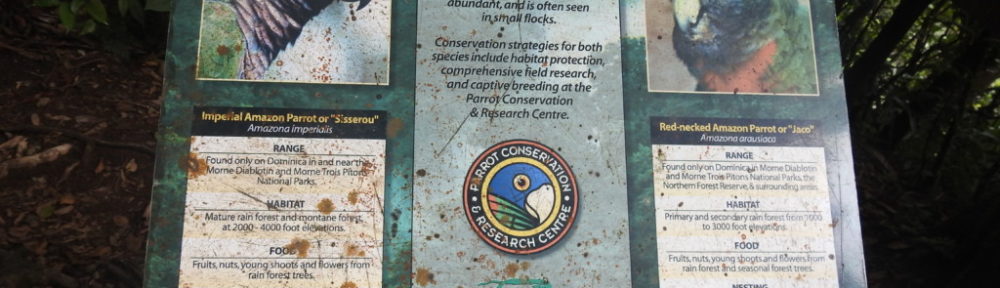 abundant, and is often seen
in small flocks.
Conservation strategies for both
species include habitat protection,
comprehensive field research,
and captive breeding at the
Parrot Conservation
& Research Centre.
PARROT CONSERVATION
& RESEARCH CENTRE
Imperial Amazon Parrot or "Sisserou"
Amazona imperialis
RANGE
Found only on Dominica in and near the
Morne Diablotin and Morne Trois Pitons
National Parks.
HABITAT
Mature rain forest and montane forest
at 2000 - 4000 foot elevations.
FOOD
Fruits, nuts, young shoots and flowers from
rain forest trees.
Red-necked Amazon Parrot or "Jaco"
Amazona arausiaca
RANGE
Found only on Dominica in Morne Diablotin
and Morne Trois Pitons National Parks, the
Northern Forest Reserve, & surrounding areas.
HABITAT
Primary and secondary rain forest from 1000
to 3000 foot elevations.
FOOD
Fruits, nuts, young shoots and flowers from
rain forest and seasonal forest trees.
NESTING